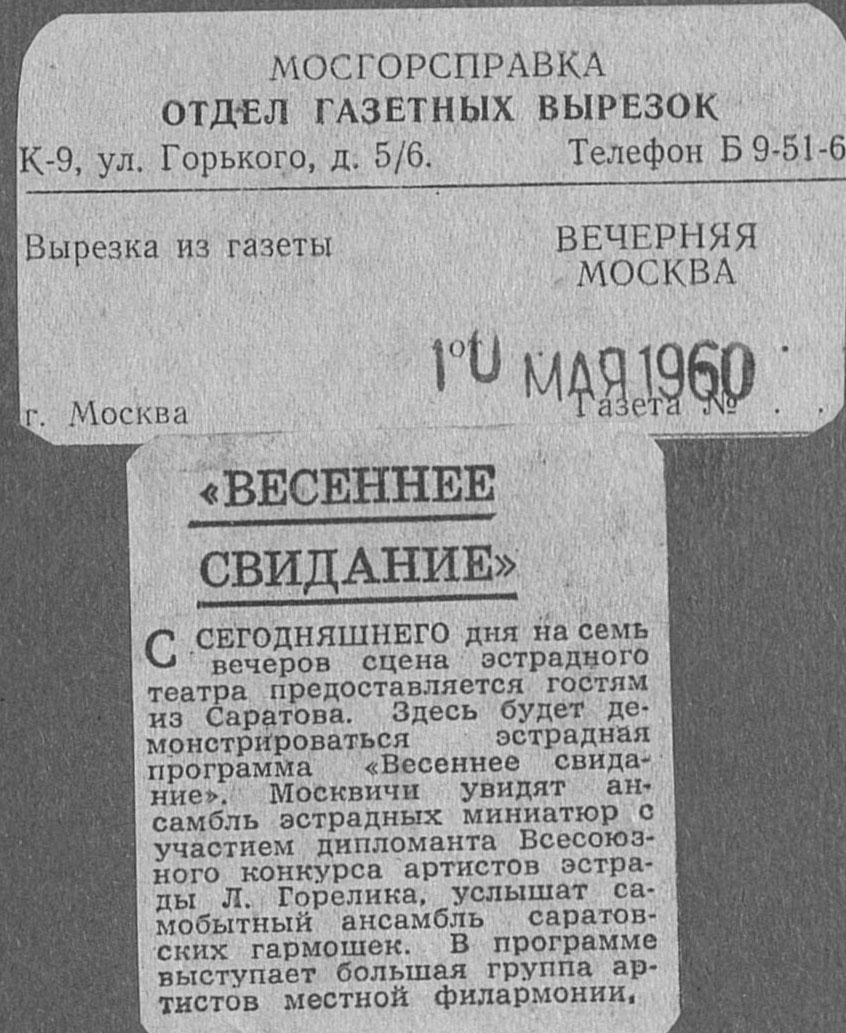 МОСГОРСПРАВКА
ОТДЕЛ ГАЗЕТНЫХ ВЫРЕЗОК
К-9, ул. Горького, д. 5/6. Телефон Б 9-51-6
Вырезка из газеты ВЕЧЕРНЯЯ
МОСКВА
МАЯ 1960
г. Москва Газета № . .
«ВЕСЕННЕЕ
СВИДАНИЕ»
С СЕГОДНЯШНЕГО дня на семь
вечеров сцена эстрадного
театра предоставляется гостям
из Саратова. Здесь будет де-
монстрироваться эстрадная
программа «Весеннее свида-
ние». Москвичи увидят ан-
самбль эстрадных миниатюр с
участием дипломанта Всесоюз-
ного конкурса артистов эстра-
ды Л. Горелика, услышат са-
мобытный ансамбль саратов-
ских гармошек. В программе
выступает большая группа ар-
тистов местной филармонии.